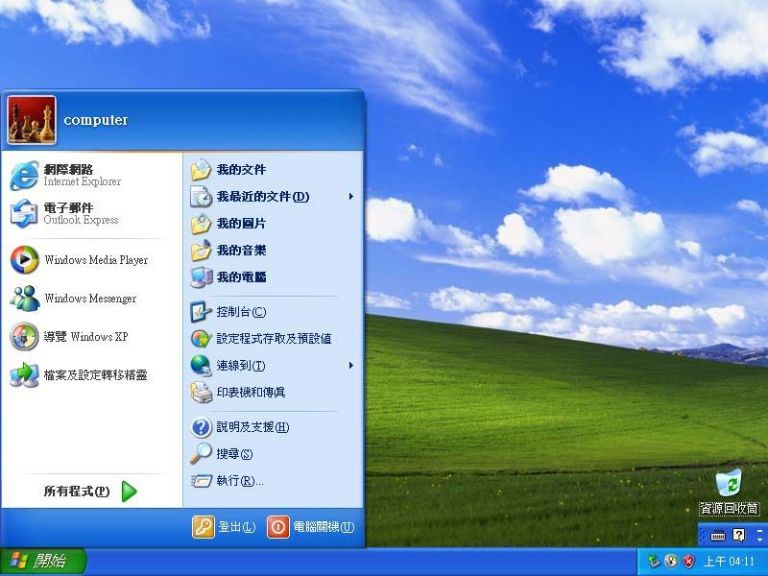 computer
網際網路
Internet Explorer
電子郵件
Outlook Express
Windows Media Player
Windows Messenger
導覽 Windows XP
檔案及設定轉移精靈
所有程式(P)
我的文件
我最近的文件(D)
我的圖片
我的音樂
我的電腦
控制台(C)
設定程式存取及預設值
連線到(T)
印表機和傳真
說明及支援(H)
搜尋(S)
執行(R)...
登出(L)
電腦關機(U)
資源回收筒
開始
上午 04:11